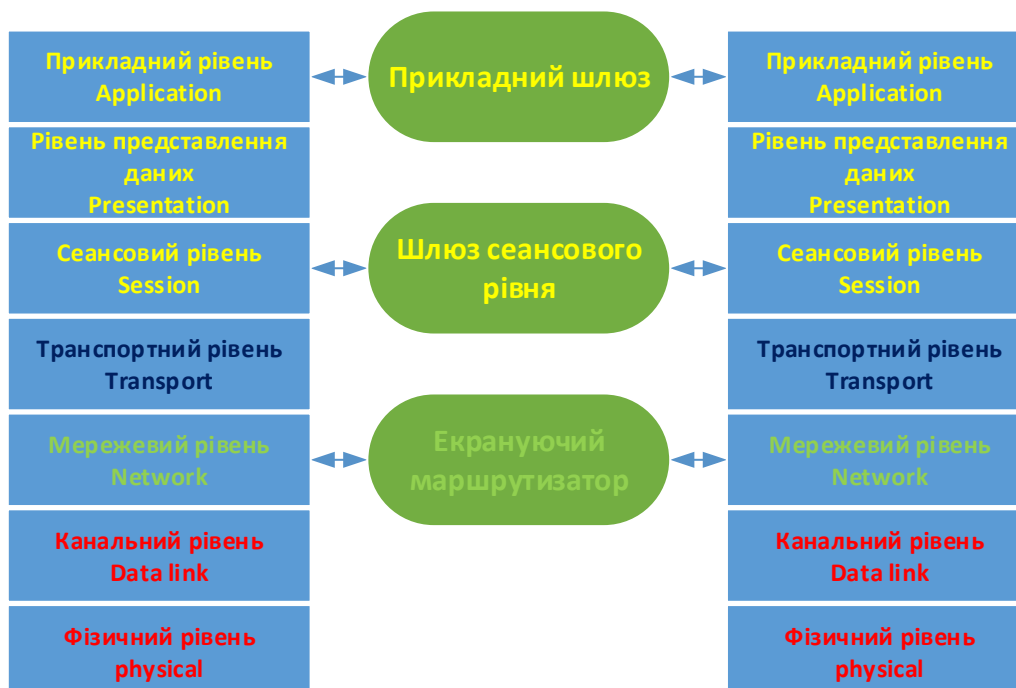 Прикладний рівень
Application
Рівень представлення
даних
Presentation
Сеансовий рівень
Session
Транспортний рівень
Transport
Мережевий рівень
Network
Канальний рівень
Data link
Фізичний рівень
physical
Прикладний шлюз
Шлюз сеансового
рівня
Екрануючий
маршрутизатор
Прикладний рівень
Application
Рівень представлення
даних
Presentation
Сеансовий рівень
Session
Транспортний рівень
Transport
Мережевий рівень
Network
Канальний рівень
Data link
Фізичний рівень
physical